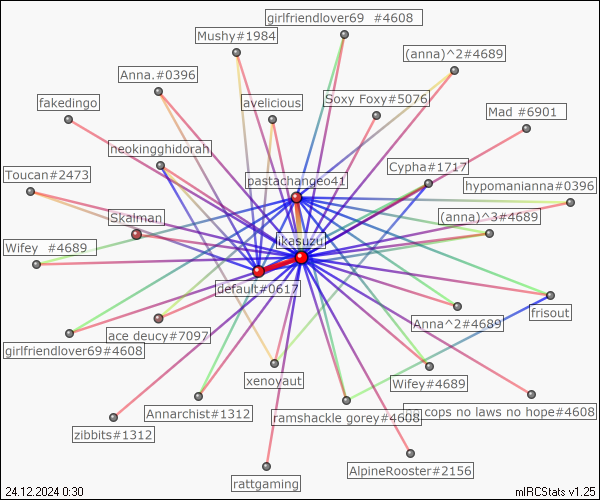 girlfriendlover69 #4608
Mushy#1984
(anna)^2#4689
Anna.#0396
fakedingo
avelicious
Soxy Foxy#5076
Mad #6901
neokingghidorah
Cypha#1717
Toucan#2473
pastachangeo41
hypomanianna#0396
Skalman
(anna)^3#4689
Wifey #4689
ikasuzu
default#0617
frisout
Anna^2#4689
ace deucy#7097
girlfriendlover69#4608
xenovaut
Wifey#4689
Annarchist#1312
ramshackle gorey#4608
cops no laws no hope#4608
zibbits#1312
AlpineRooster#2156
rattgaming
24.12.2024 0:30
mIRCStats v1.25